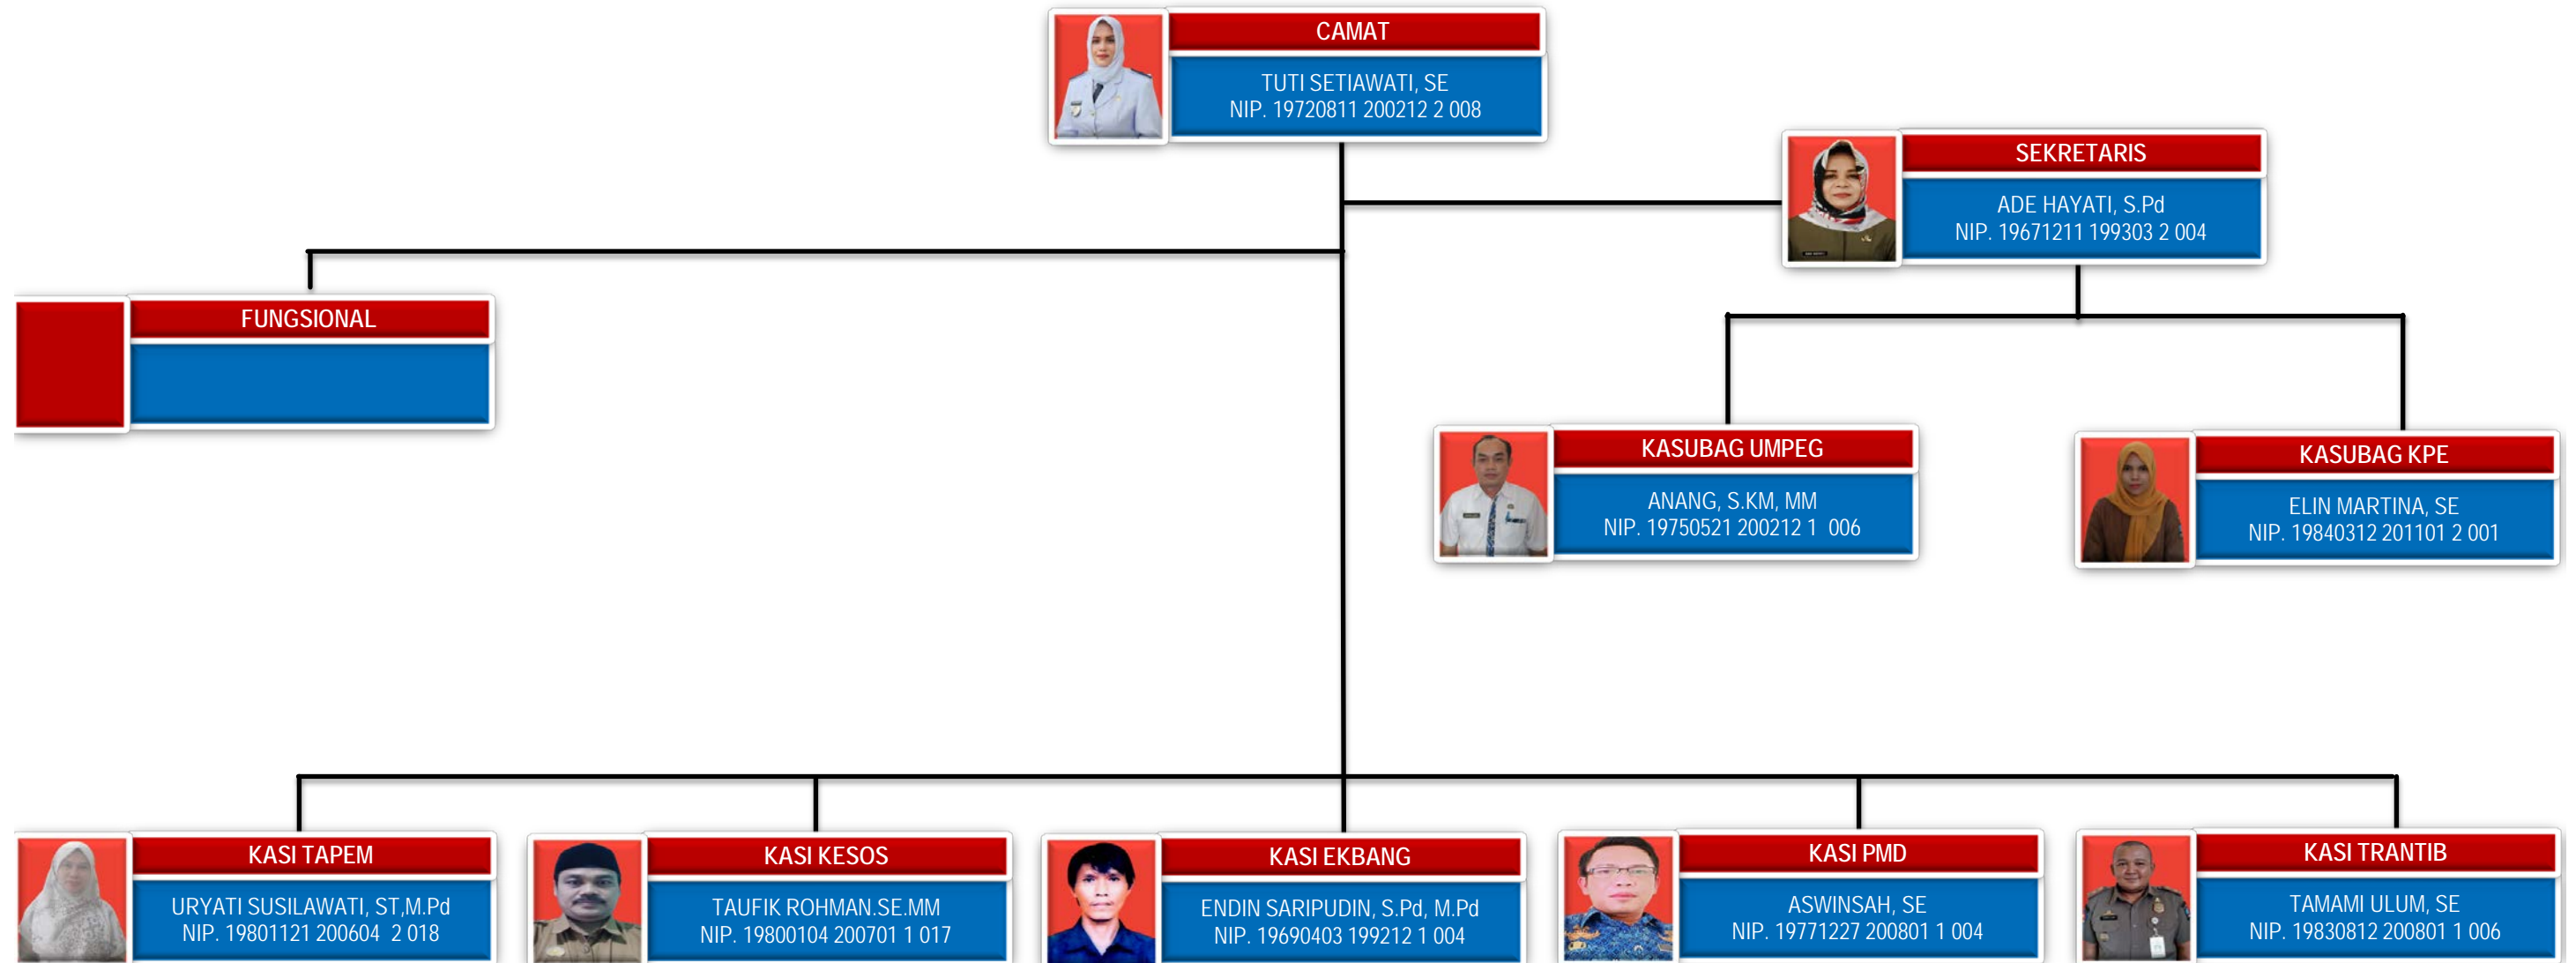 CAMAT
TUTI SETIAWATI, SE
NIP. 19720811 200212 2 008
SEKRETARIS
ADE HAYATI, S.Pd
NIP. 19671211 199303 2 004
FUNGSIONAL
KASUBAG UMPEG
ANANG, S.KM, MM
NIP. 19750521 200212 1  006
KASUBAG KPE
ELIN MARTINA, SE
NIP. 19840312 201101 2 001
KASI TAPEM
URYATI SUSILAWATI, ST,M.Pd
NIP. 19801121 200604  2 018
KASI KESOS
TAUFIK ROHMAN.SE.MM
NIP. 19800104 200701 1 017
KASI EKBANG
ENDIN SARIPUDIN, S.Pd, M.Pd
NIP. 19690403 199212 1 004
KASI PMD
ASWINSAH, SE
NIP. 19771227 200801 1 004
KASI TRANTIB
TAMAMI ULUM, SE
NIP. 19830812 200801 1 006